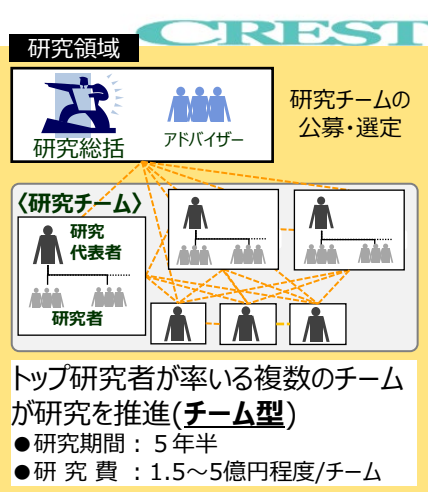 CREST
研究領域
研究総括
アドバイザー
研究チームの
公募・選定
〈研究チーム〉
研究
代表者
研究者
トップ研究者が率いる複数のチーム
が研究を推進(チーム型)
●研究期間：５年半
●研 究 費 ：1.5～5億円程度/チーム